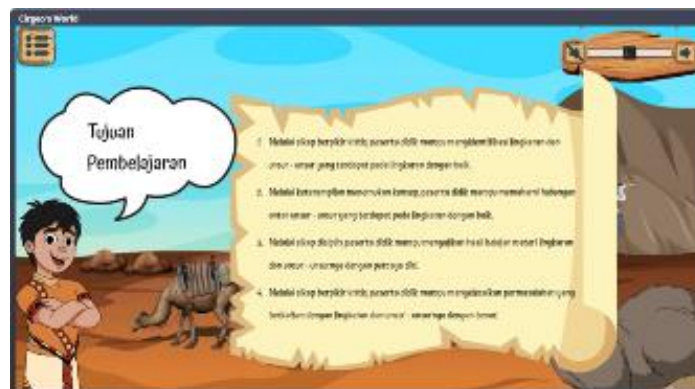 Cirgeo's World
Tujuan
Pembelajaran
1. Melalui sikap berpikir kritis, peserta didik mampu mengidentifikasi lingkaran dan
unsur - unsur yang terdapat pada lingkaran dengan baik.
2. Melalui keterampilan menemukan konsep, peserta didik mampu memahami hubungan
antar unsur - unsur yang terdapat pada lingkaran dengan baik.
3. Melalui sikap disiplin peserta didik mampu menyajikan hasil belajar materi lingkaran
dan unsur - unsurnya dengan percaya diri.
4. Melalui sikap berpikir kritis, peserta didik mampu menyelesaikan permasalahan yang
berkaitan dengan lingkaran dan unsur - unsurnya dengan benar.